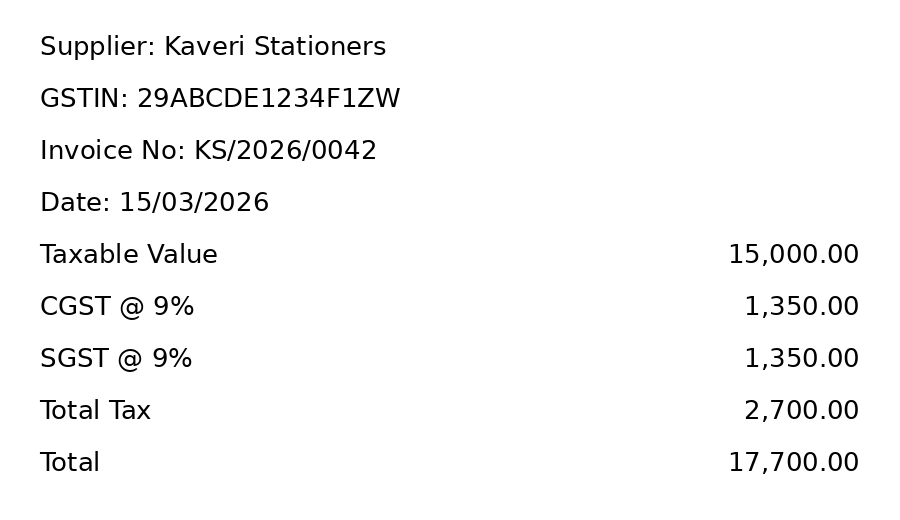 Supplier: Kaveri Stationers
GSTIN: 29ABCDE1234F1ZW
Invoice No: KS/2026/0042
Date: 15/03/2026
Taxable Value 15,000.00
CGST @ 9% 1,350.00
SGST @ 9% 1,350.00
Total Tax 2,700.00
Total 17,700.00